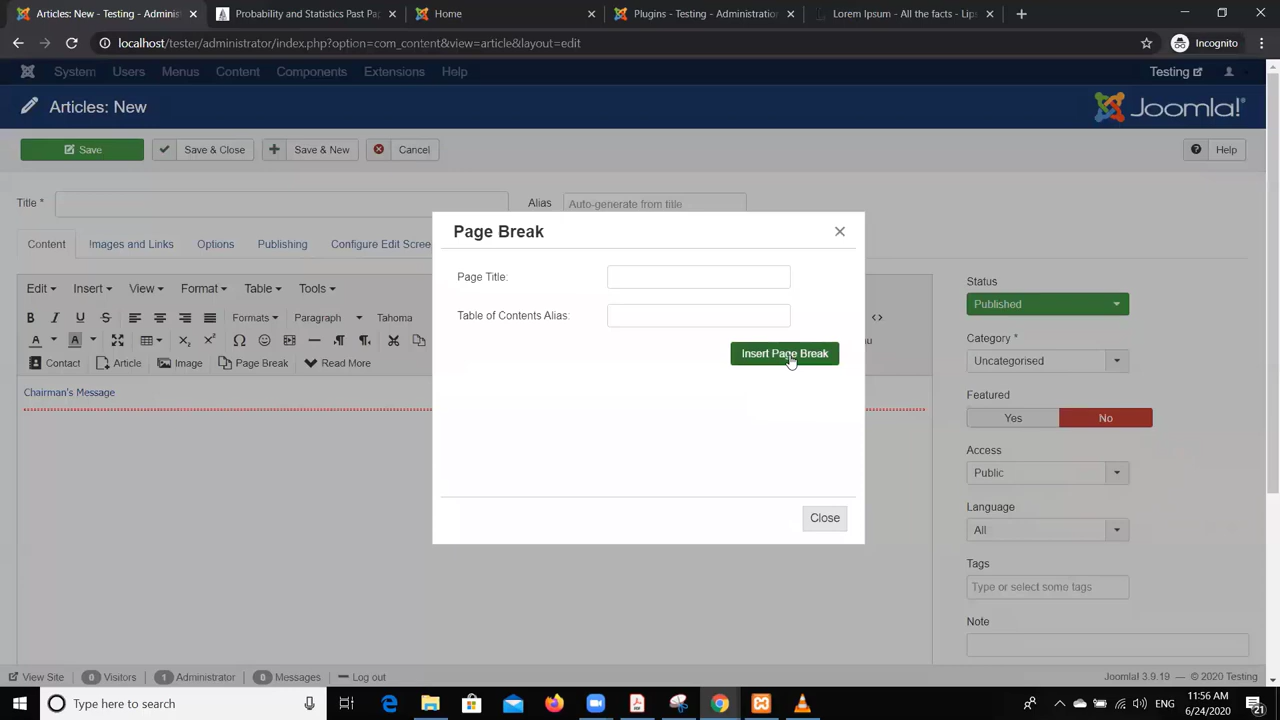 Main Testing - Testing - Administ
Probability and Statistics Past Pap
Home
Plugins - Testing - Administration
Lorem Ipsum - All the facts - Lips
localhost/tester/administrator/index.php?option=com_content&view=article&layout=edit
Incognito
System Users Menus Content Components Extensions Help
Testing
Articles: New
Joomla!®
Save
Save & Close
Save & New
Cancel
Help
Title *
Alias
Auto-generate from title
Content
Images and Links
Options
Publishing
Configure Edit Scree
Page Break
×
Page Title:
Table of Contents Alias:
Insert Page Break
Close
Edit Insert View Format Table Tools
B I U S Formats Paragraph Tahoma
A A
Contact Article Image Page Break Read More
Chairman's Message
Status
Published
Category *
Uncategorised
Featured
Yes No
Access
Public
Language
All
Tags
Type or select some tags
Note
View Site 0 Visitors 1 Administrator 0 Messages Log out
Joomla! 3.9.19 — © 2020 Testing
Type here to search
ENG
11:56 AM
6/24/2020
21